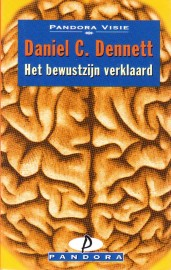 PANDORA VISIE
Daniel C. Dennett
Het bewustzijn verklaard
P
PANDORA